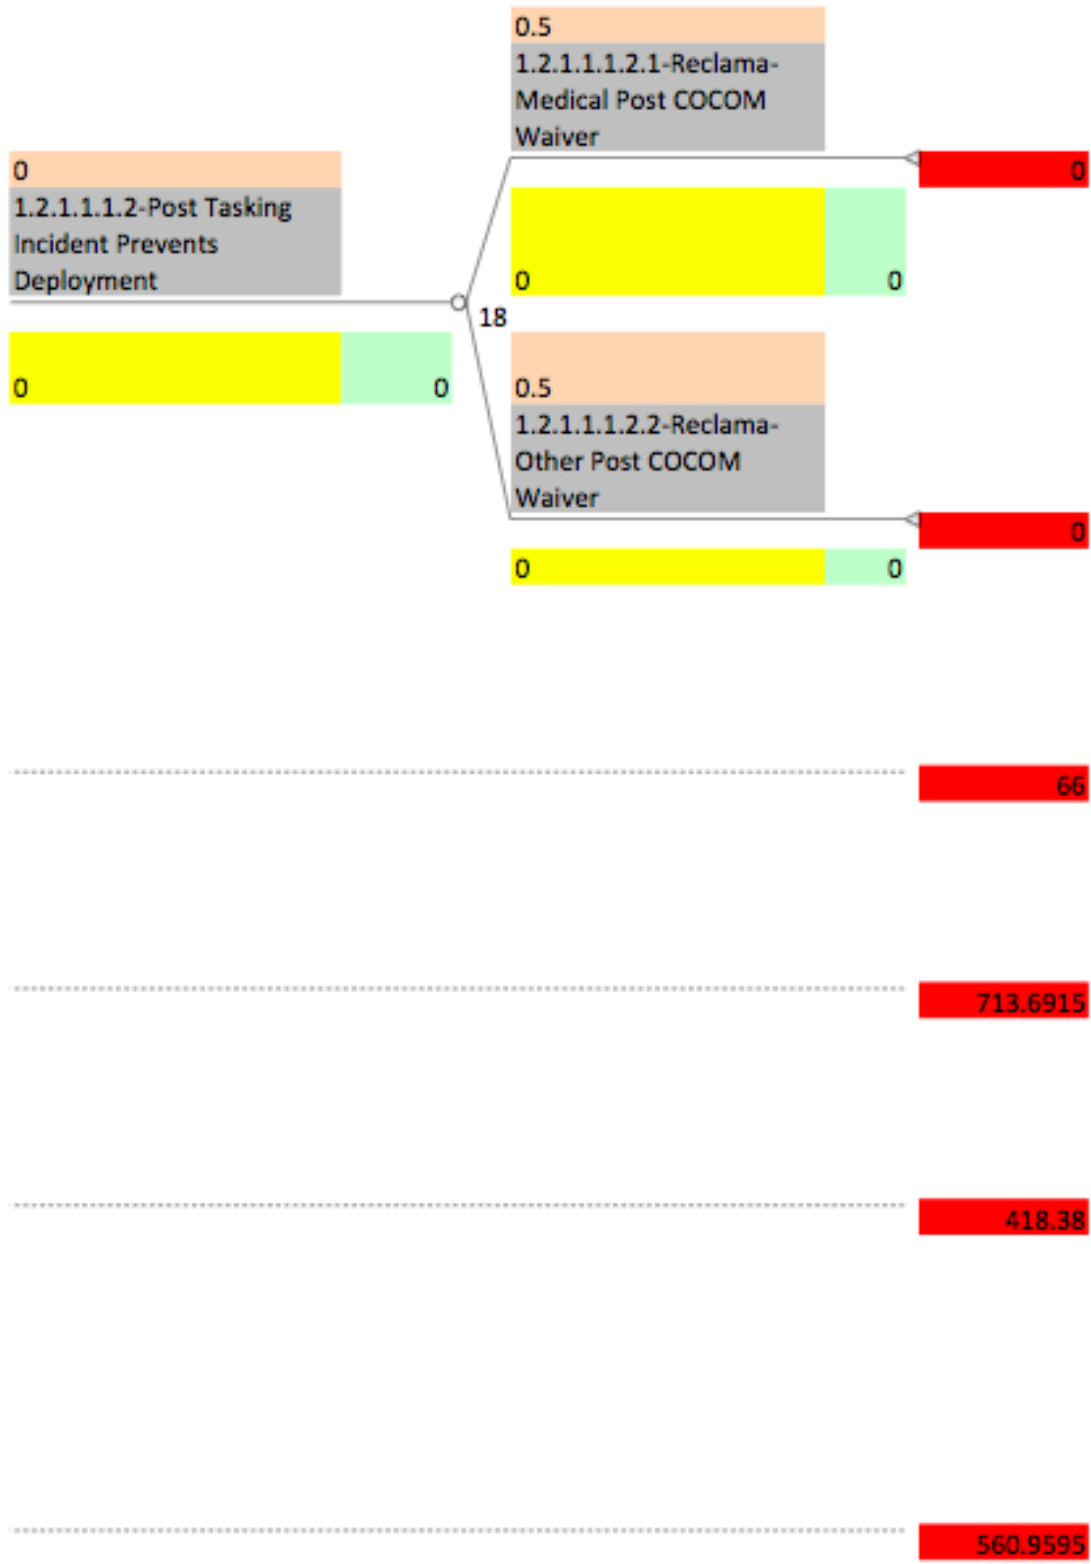 0.5
1.2.1.1.1.2.1-Reclama-
Medical Post COCOM
Waiver
0
0
1.2.1.1.1.2-Post Tasking
Incident Prevents
Deployment
0 0
18
0 0
0.5
1.2.1.1.1.2.2-Reclama-
Other Post COCOM
Waiver
0
0 0
66
713.6915
418.38
560.9595